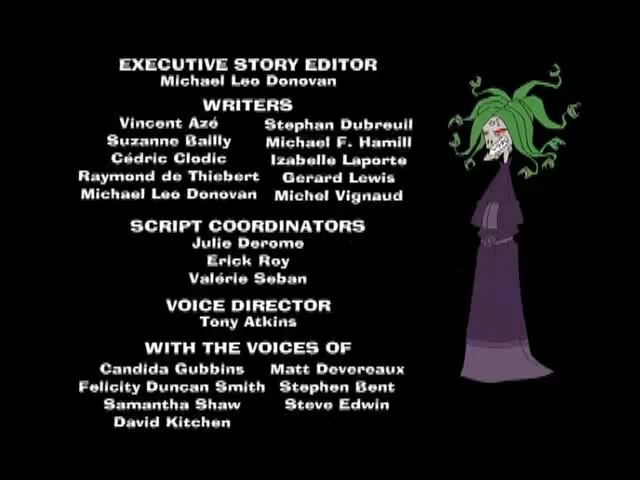 EXECUTIVE STORY EDITOR
Michael Leo Donovan
WRITERS
Vincent Azé Stephan Dubreuil
Suzanne Bailly Michael F. Hamill
Cédric Clodic Izabelle Laporte
Raymond de Thiebert Gerard Lewis
Michael Leo Donovan Michel Vignaud
SCRIPT COORDINATORS
Julie Derome
Erick Roy
Valérie Seban
VOICE DIRECTOR
Tony Atkins
WITH THE VOICES OF
Candida Gubbins Matt Devereaux
Felicity Duncan Smith Stephen Bent
Samantha Shaw Steve Edwin
David Kitchen